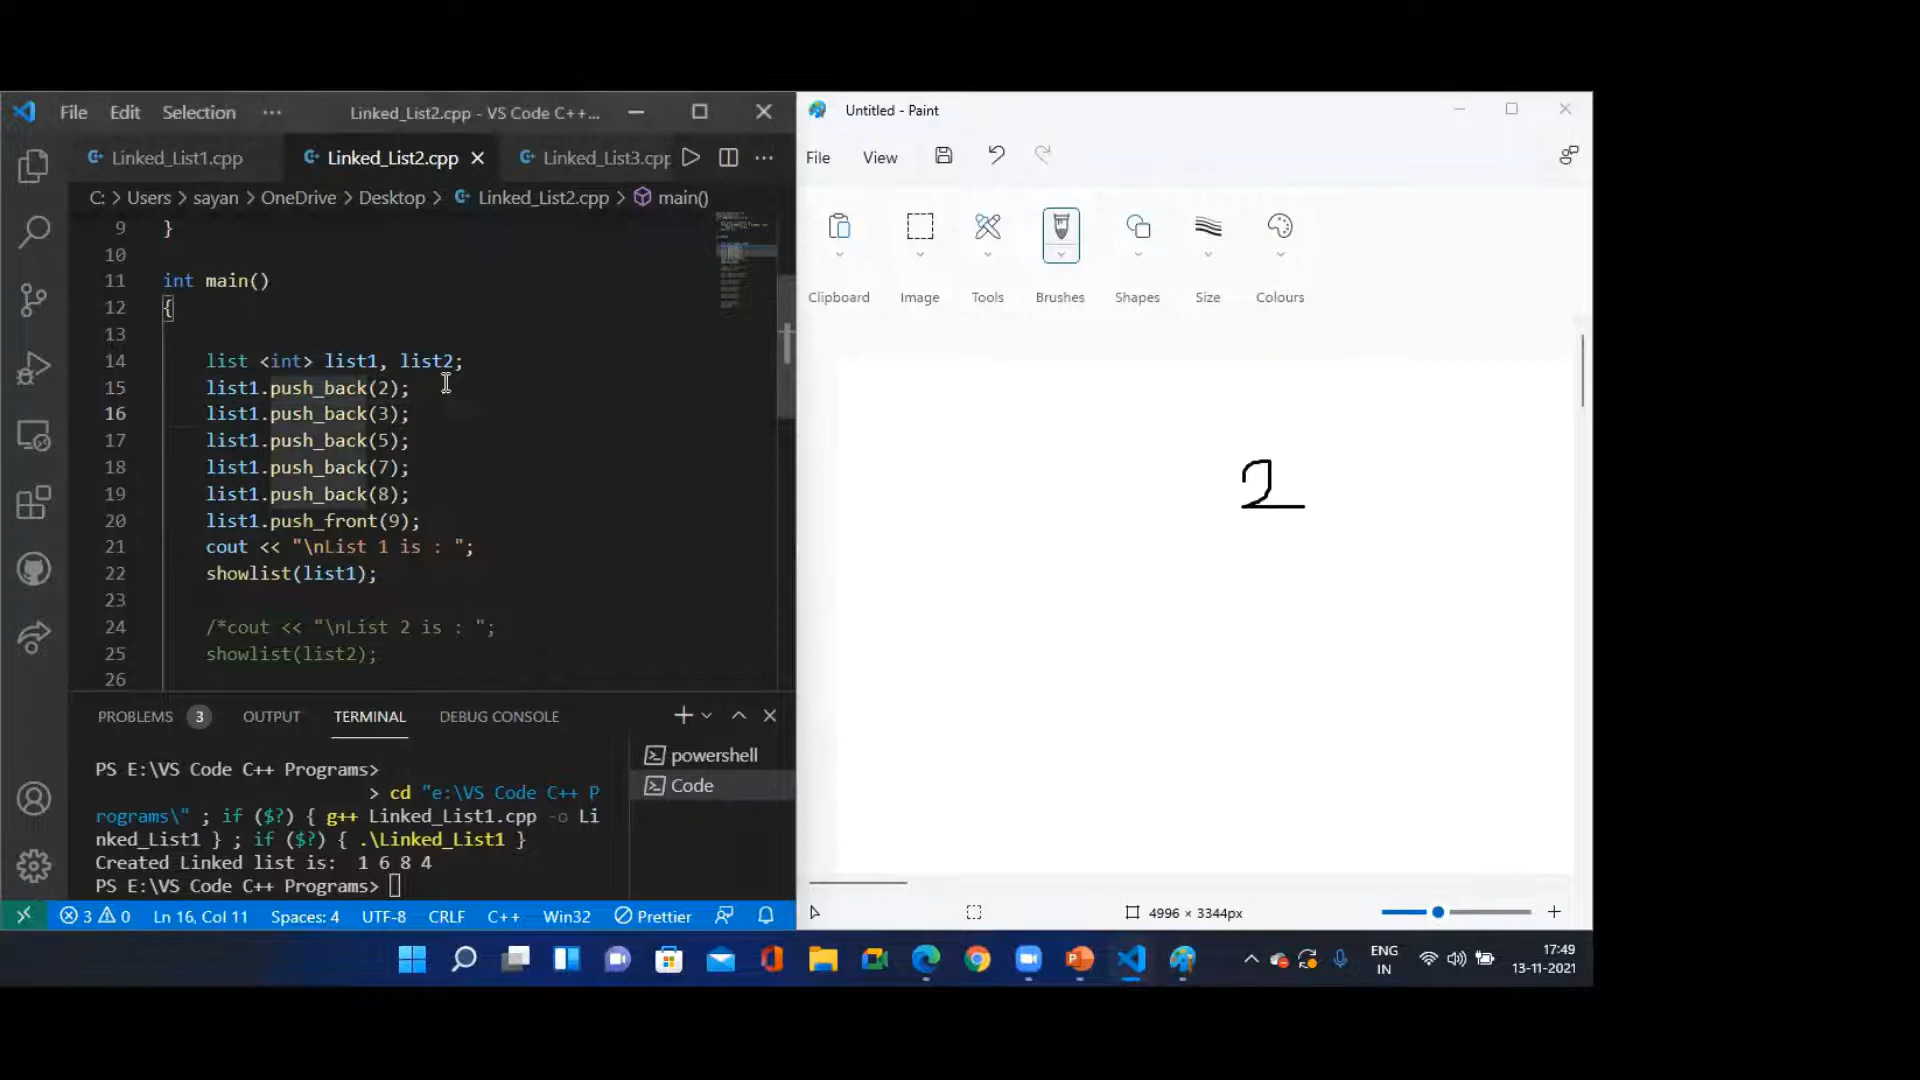 File Edit Selection ··· Linked_List2.cpp - VS Code C++...
Linked_List1.cpp Linked_List2.cpp Linked_List3.cpp
C: > Users > sayan > OneDrive > Desktop > Linked_List2.cpp > main()
9 }
10
11 int main()
12 {
13
14 list <int> list1, list2;
15 list1.push_back(2);
16 list1.push_back(3);
17 list1.push_back(5);
18 list1.push_back(7);
19 list1.push_back(8);
20 list1.push_front(9);
21 cout << "\nList 1 is : ";
22 showlist(list1);
23
24 /*cout << "\nList 2 is : ";
25 showlist(list2);
26
PROBLEMS 3 OUTPUT TERMINAL DEBUG CONSOLE
PS E:\VS Code C++ Programs>
> cd "e:\VS Code C++ P
rograms\" ; if ($?) { g++ Linked_List1.cpp -o Li
nked_List1 } ; if ($?) { .\Linked_List1 }
Created Linked list is: 1 6 8 4
PS E:\VS Code C++ Programs>
powershell
Code
3 0 Ln 16, Col 11 Spaces: 4 UTF-8 CRLF C++ Win32 Prettier
Untitled - Paint
File View
Clipboard Image Tools Brushes Shapes Size Colours
2
4996 × 3344px
ENG
IN
17:49
13-11-2021